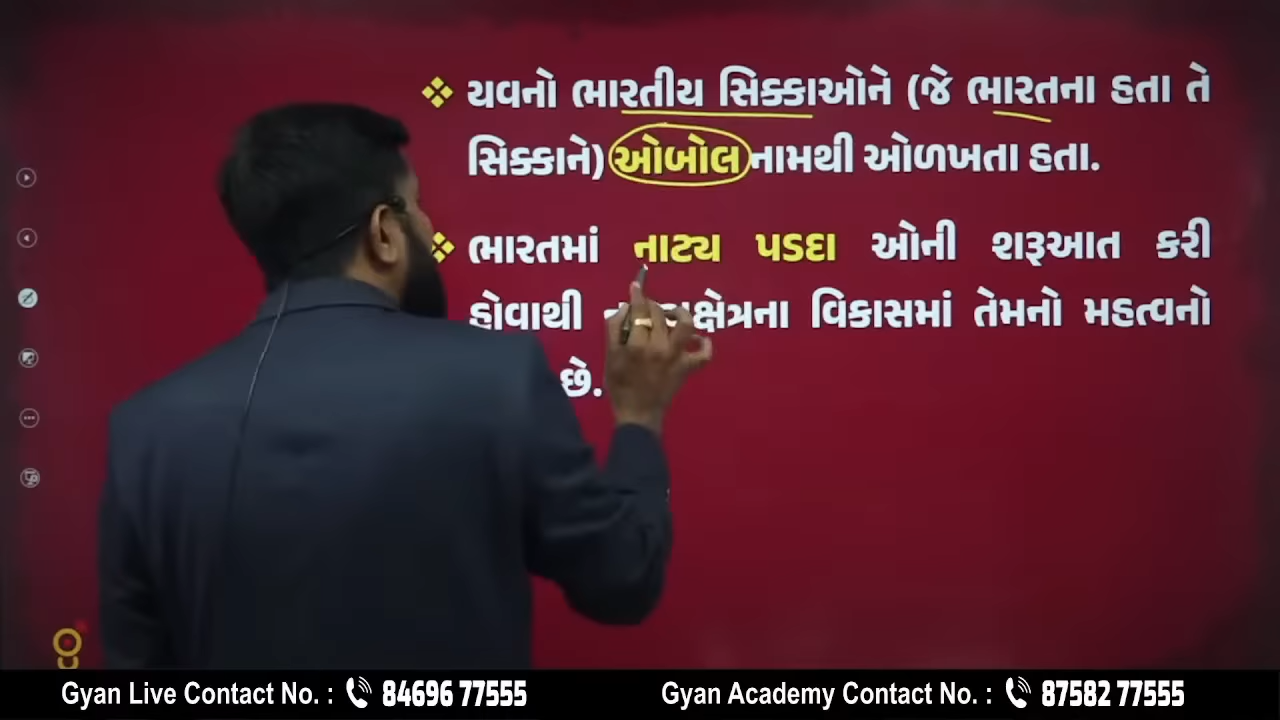 ❖ યવનો ભારતીય સિક્કાઓને (જે ભારતના હતા તે
સિક્કાને) ઓબોલ નામથી ઓળખતા હતા.
ભારતમાં નાટ્ય પડદા ઓની શરૂઆત કરી
હોવાથી વિકાસમાં તેમનો મહત્વનો
છે.
Gyan Live Contact No. : 84696 77555
Gyan Academy Contact No. : 87582 77555